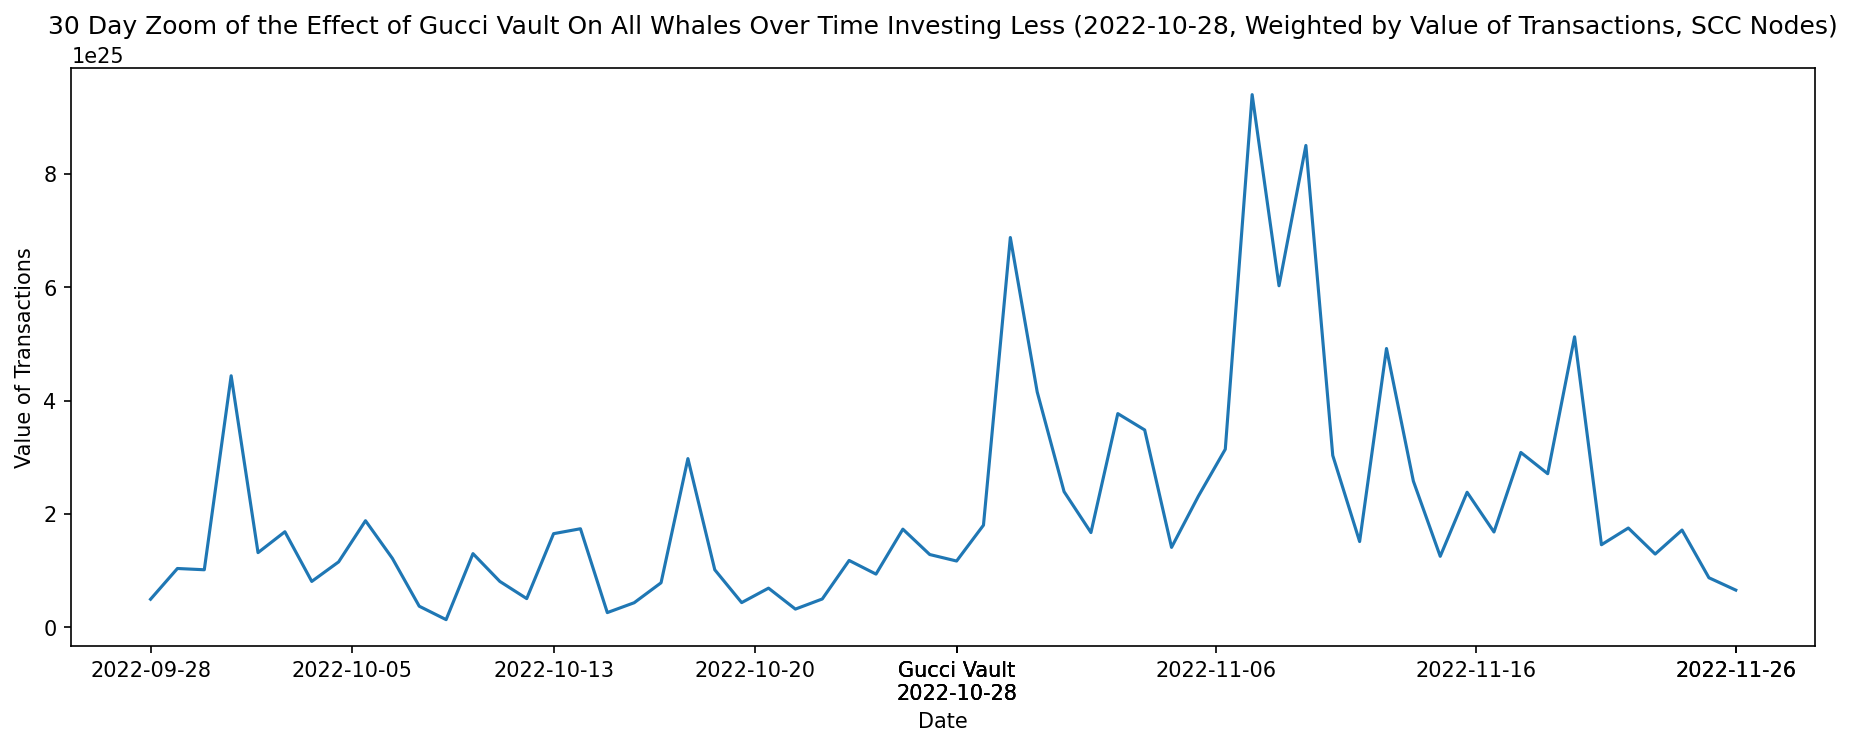 30 Day Zoom of the Effect of Gucci Vault On All Whales Over Time Investing Less (2022-10-28, Weighted by Value of Transactions, SCC Nodes)
1e25
8
6
4
2
0
Value of Transactions
2022-09-28 2022-10-05 2022-10-13 2022-10-20 Gucci Vault 2022-11-06 2022-11-16 2022-11-26
2022-10-28
Date